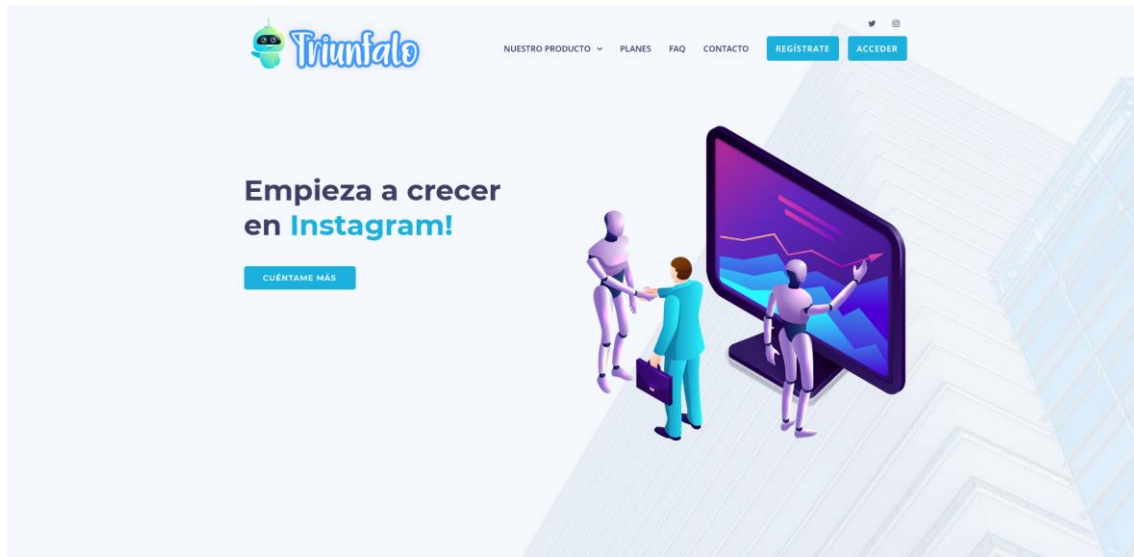 Triunfalo
NUESTRO PRODUCTO PLANES FAQ CONTACTO REGÍSTRATE ACCEDER
Empieza a crecer
en Instagram!
CUÉNTAME MÁS